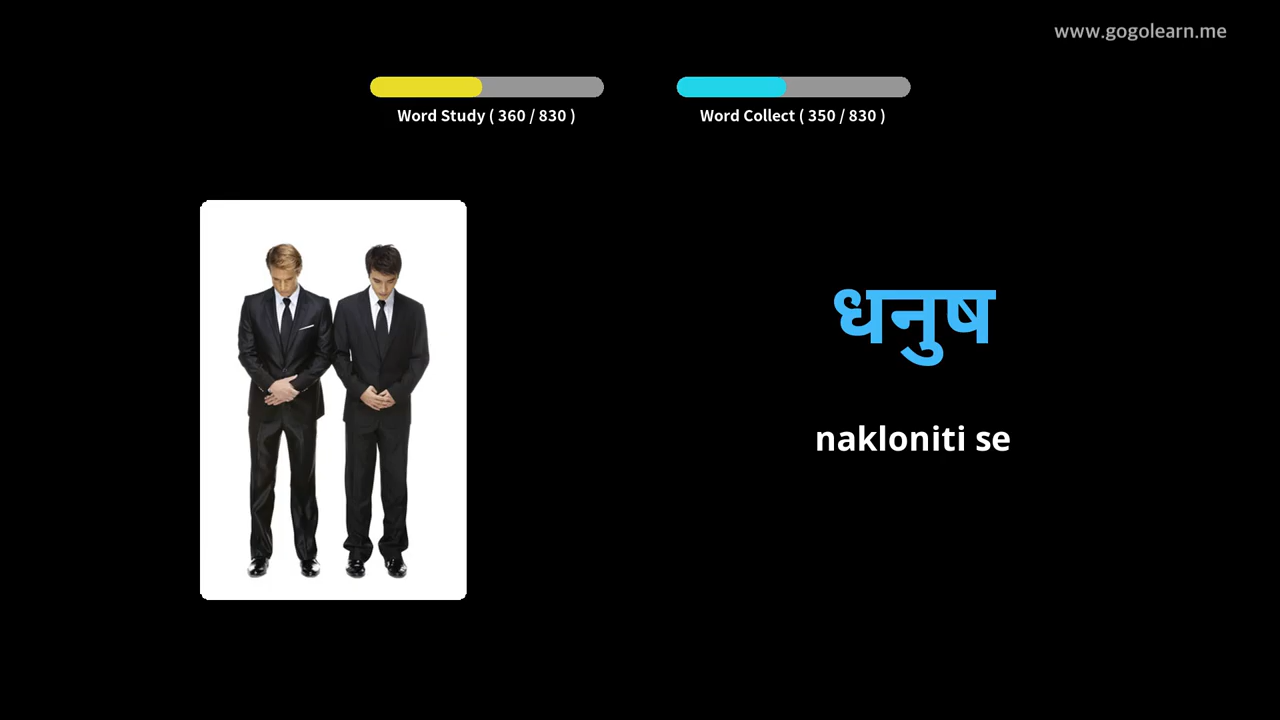 www.gogolearn.me
Word Study ( 360 / 830 )
Word Collect ( 350 / 830 )
धनुष
nakloniti se